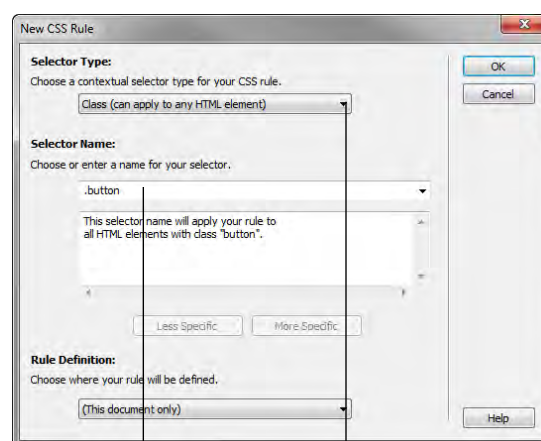 New CSS Rule
Selector Type:
Choose a contextual selector type for your CSS rule.
Class (can apply to any HTML element)
OK
Cancel
Selector Name:
Choose or enter a name for your selector.
.button
This selector name will apply your rule to
all HTML elements with class "button".
Less Specific
More Specific
Rule Definition:
Choose where your rule will be defined.
(This document only)
Help